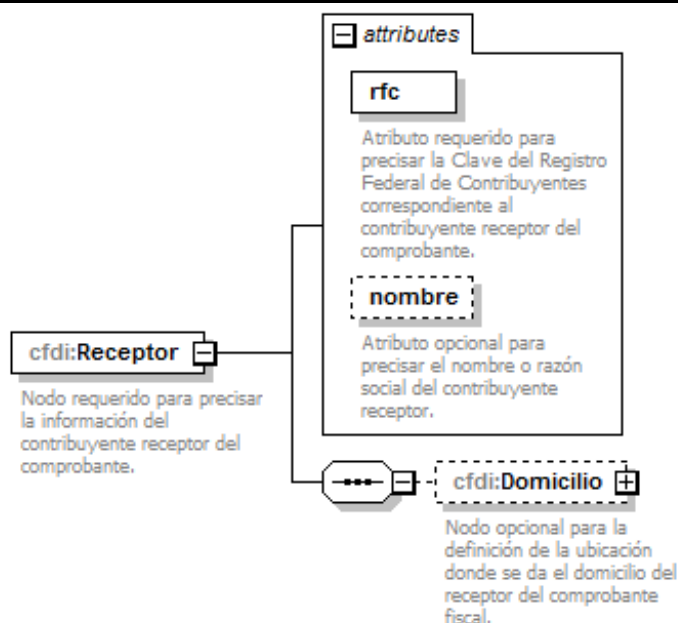 attributes
rfc
Atributo requerido para
precisar la Clave del Registro
Federal de Contribuyentes
correspondiente al
contribuyente receptor del
comprobante.
nombre
Atributo opcional para
precisar el nombre o razón
social del contribuyente
receptor.
cfdi:Receptor
Nodo requerido para precisar
la información del
contribuyente receptor del
comprobante.
cfdi:Domicilio
Nodo opcional para la
definición de la ubicación
donde se da el domicilio del
receptor del comprobante
fiscal.